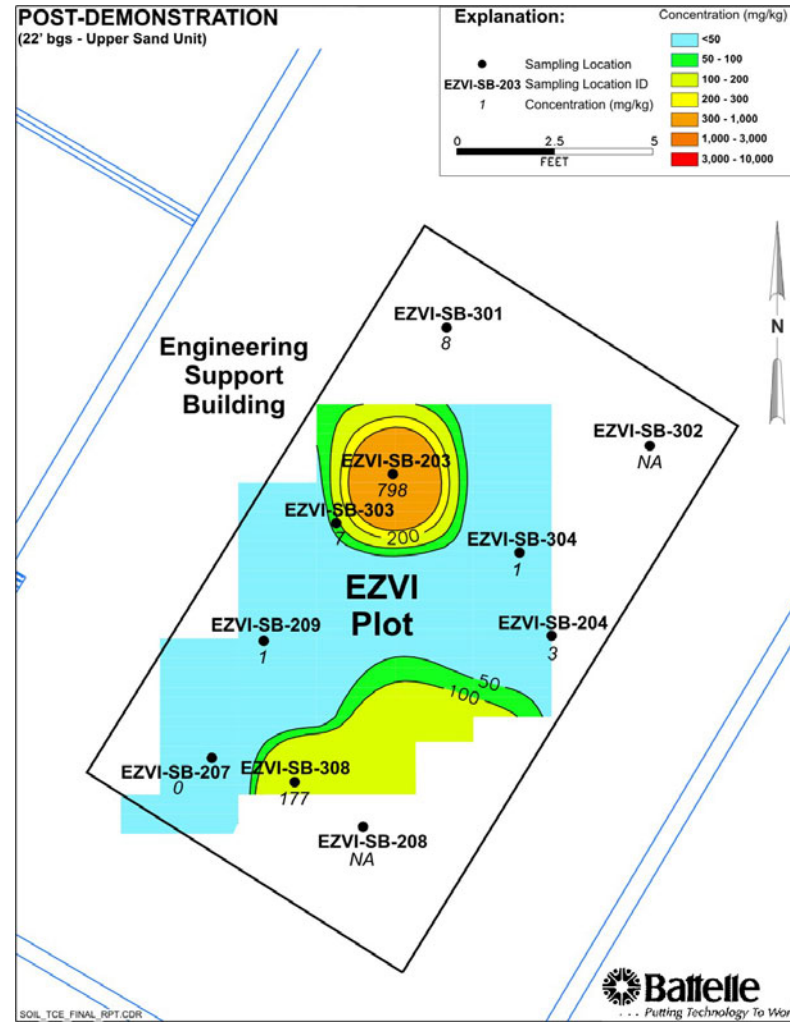 POST-DEMONSTRATION
(22' bgs - Upper Sand Unit)
Explanation:
Sampling Location
EZVI-SB-203 Sampling Location ID
1 Concentration (mg/kg)
0 2.5 5
FEET
Concentration (mg/kg)
<50
50 - 100
100 - 200
200 - 300
300 - 1,000
1,000 - 3,000
3,000 - 10,000
N
EZVI-SB-301
8
Engineering
Support
Building
EZVI-SB-302
NA
EZVI-SB-203
798
EZVI-SB-303
7
200
EZVI-SB-304
1
EZVI
Plot
EZVI-SB-209
1
EZVI-SB-204
3
50
100
EZVI-SB-207
0
EZVI-SB-308
177
EZVI-SB-208
NA
SOIL_TCE_FINAL_RPT.CDR
Battelle
. . . Putting Technology To Wor